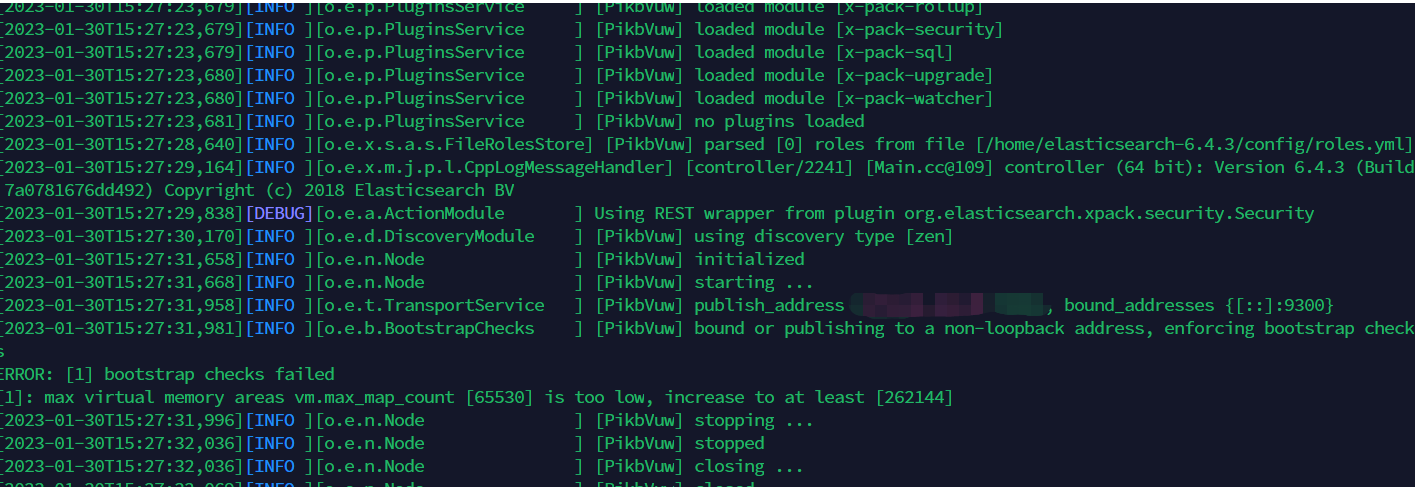 [2023-01-30T15:27:23,679][INFO ][o.e.p.PluginsService     ] [PikbVuw] loaded module [x-pack-rollup]
[2023-01-30T15:27:23,679][INFO ][o.e.p.PluginsService     ] [PikbVuw] loaded module [x-pack-security]
[2023-01-30T15:27:23,679][INFO ][o.e.p.PluginsService     ] [PikbVuw] loaded module [x-pack-sql]
[2023-01-30T15:27:23,680][INFO ][o.e.p.PluginsService     ] [PikbVuw] loaded module [x-pack-upgrade]
[2023-01-30T15:27:23,680][INFO ][o.e.p.PluginsService     ] [PikbVuw] loaded module [x-pack-watcher]
[2023-01-30T15:27:23,681][INFO ][o.e.p.PluginsService     ] [PikbVuw] no plugins loaded
[2023-01-30T15:27:28,640][INFO ][o.e.x.s.a.s.FileRolesStore] [PikbVuw] parsed [0] roles from file [/home/elasticsearch-6.4.3/config/roles.yml]
[2023-01-30T15:27:29,164][INFO ][o.e.x.m.j.p.l.CppLogMessageHandler] [controller/2241] [Main.cc@109] controller (64 bit): Version 6.4.3 (Build
7a0781676dd492) Copyright (c) 2018 Elasticsearch BV
[2023-01-30T15:27:29,838][DEBUG][o.e.a.ActionModule       ] Using REST wrapper from plugin org.elasticsearch.xpack.security.Security
[2023-01-30T15:27:30,170][INFO ][o.e.d.DiscoveryModule    ] [PikbVuw] using discovery type [zen]
[2023-01-30T15:27:31,658][INFO ][o.e.n.Node               ] [PikbVuw] initialized
[2023-01-30T15:27:31,668][INFO ][o.e.n.Node               ] [PikbVuw] starting ...
[2023-01-30T15:27:31,958][INFO ][o.e.t.TransportService   ] [PikbVuw] publish_address , bound_addresses {[::]:9300}
[2023-01-30T15:27:31,981][INFO ][o.e.b.BootstrapChecks    ] [PikbVuw] bound or publishing to a non-loopback address, enforcing bootstrap check
s
ERROR: [1] bootstrap checks failed
[1]: max virtual memory areas vm.max_map_count [65530] is too low, increase to at least [262144]
[2023-01-30T15:27:31,996][INFO ][o.e.n.Node               ] [PikbVuw] stopping ...
[2023-01-30T15:27:32,036][INFO ][o.e.n.Node               ] [PikbVuw] stopped
[2023-01-30T15:27:32,036][INFO ][o.e.n.Node               ] [PikbVuw] closing ...
[INFO ][o.e.n.Node               ] [PikbVuw] closed